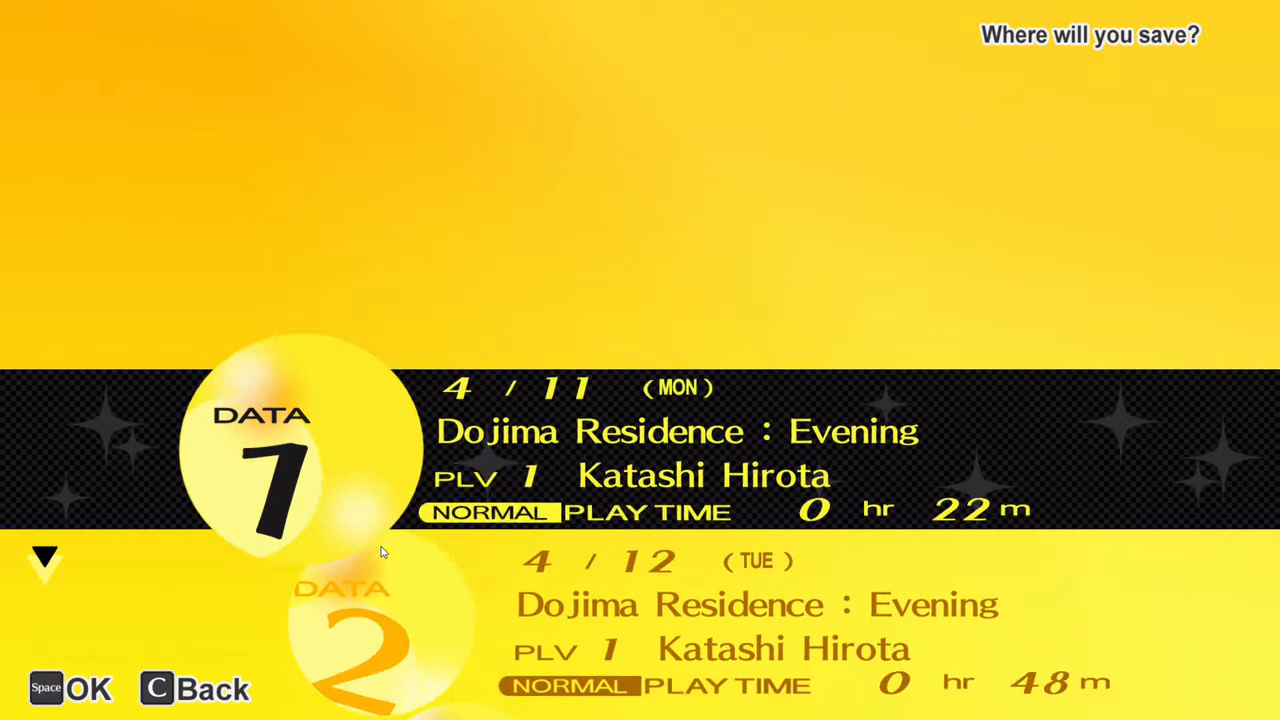 Where will you save?
DATA
1
4 / 11 (MON)
Dojima Residence : Evening
PLV 1 Katashi Hirota
NORMAL PLAY TIME 0 hr 22 m
DATA
2
4 / 12 (TUE)
Dojima Residence : Evening
PLV 1 Katashi Hirota
NORMAL PLAY TIME 0 hr 48 m
Space OK C Back